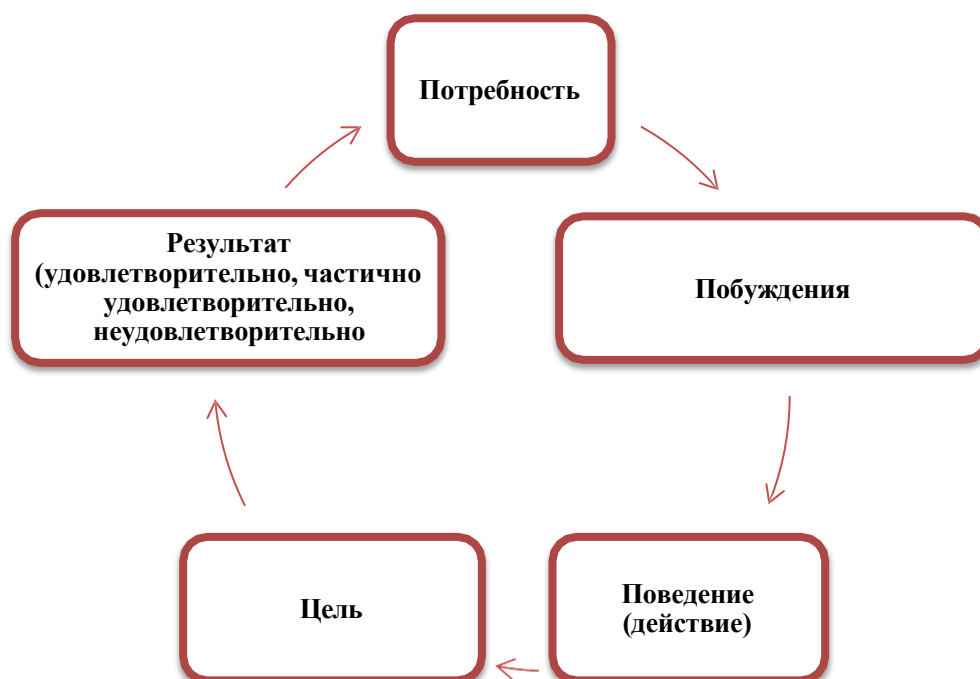 Потребность
Побуждения
Поведение
(действие)
Цель
Результат
(удовлетворительно, частично
удовлетворительно,
неудовлетворительно